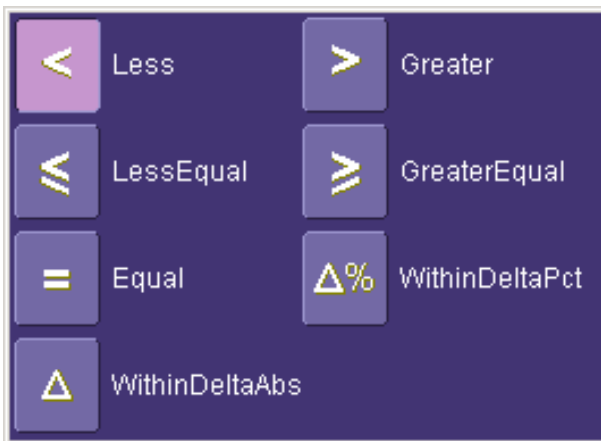 < Less > Greater
≤ LessEqual ≥ GreaterEqual
= Equal Δ% WithinDeltaPct
Δ WithinDeltaAbs